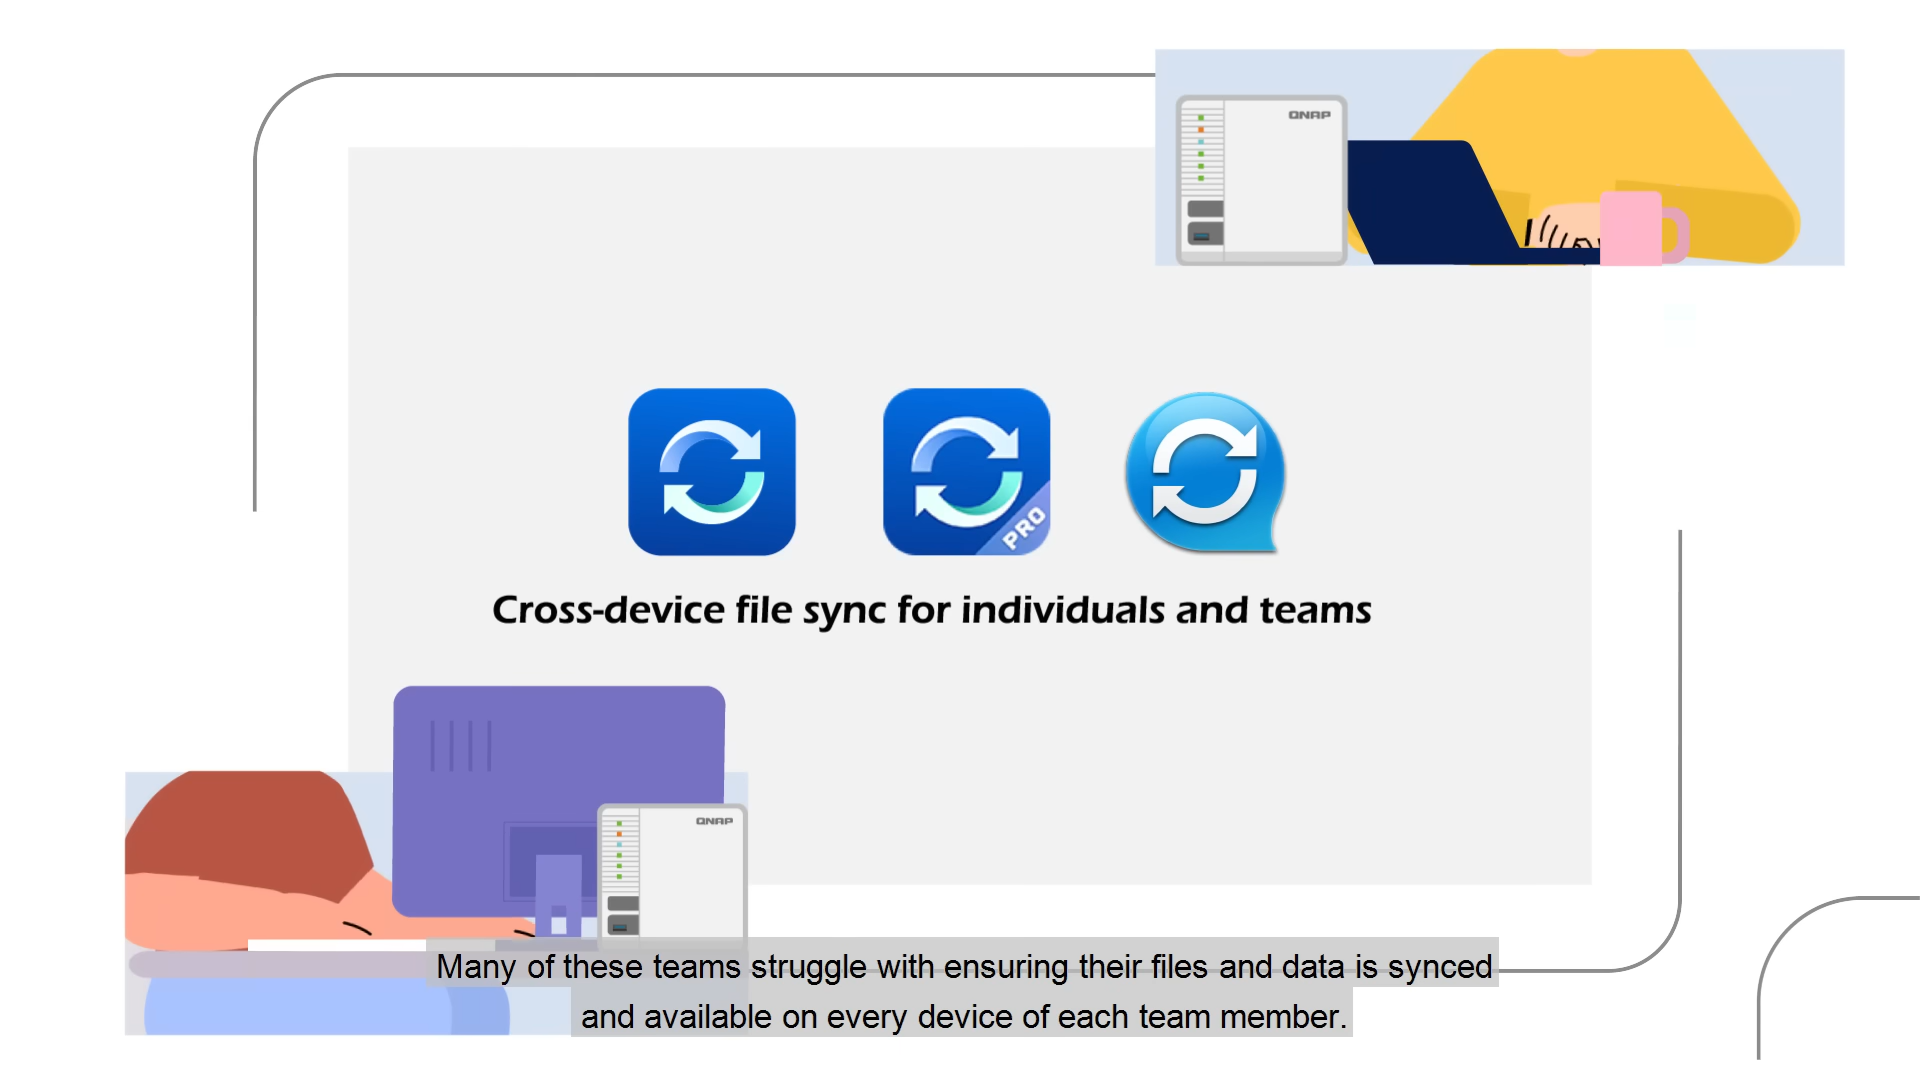 QNAP
PRO
Cross-device file sync for individuals and teams
QNAP
Many of these teams struggle with ensuring their files and data is synced
and available on every device of each team member.